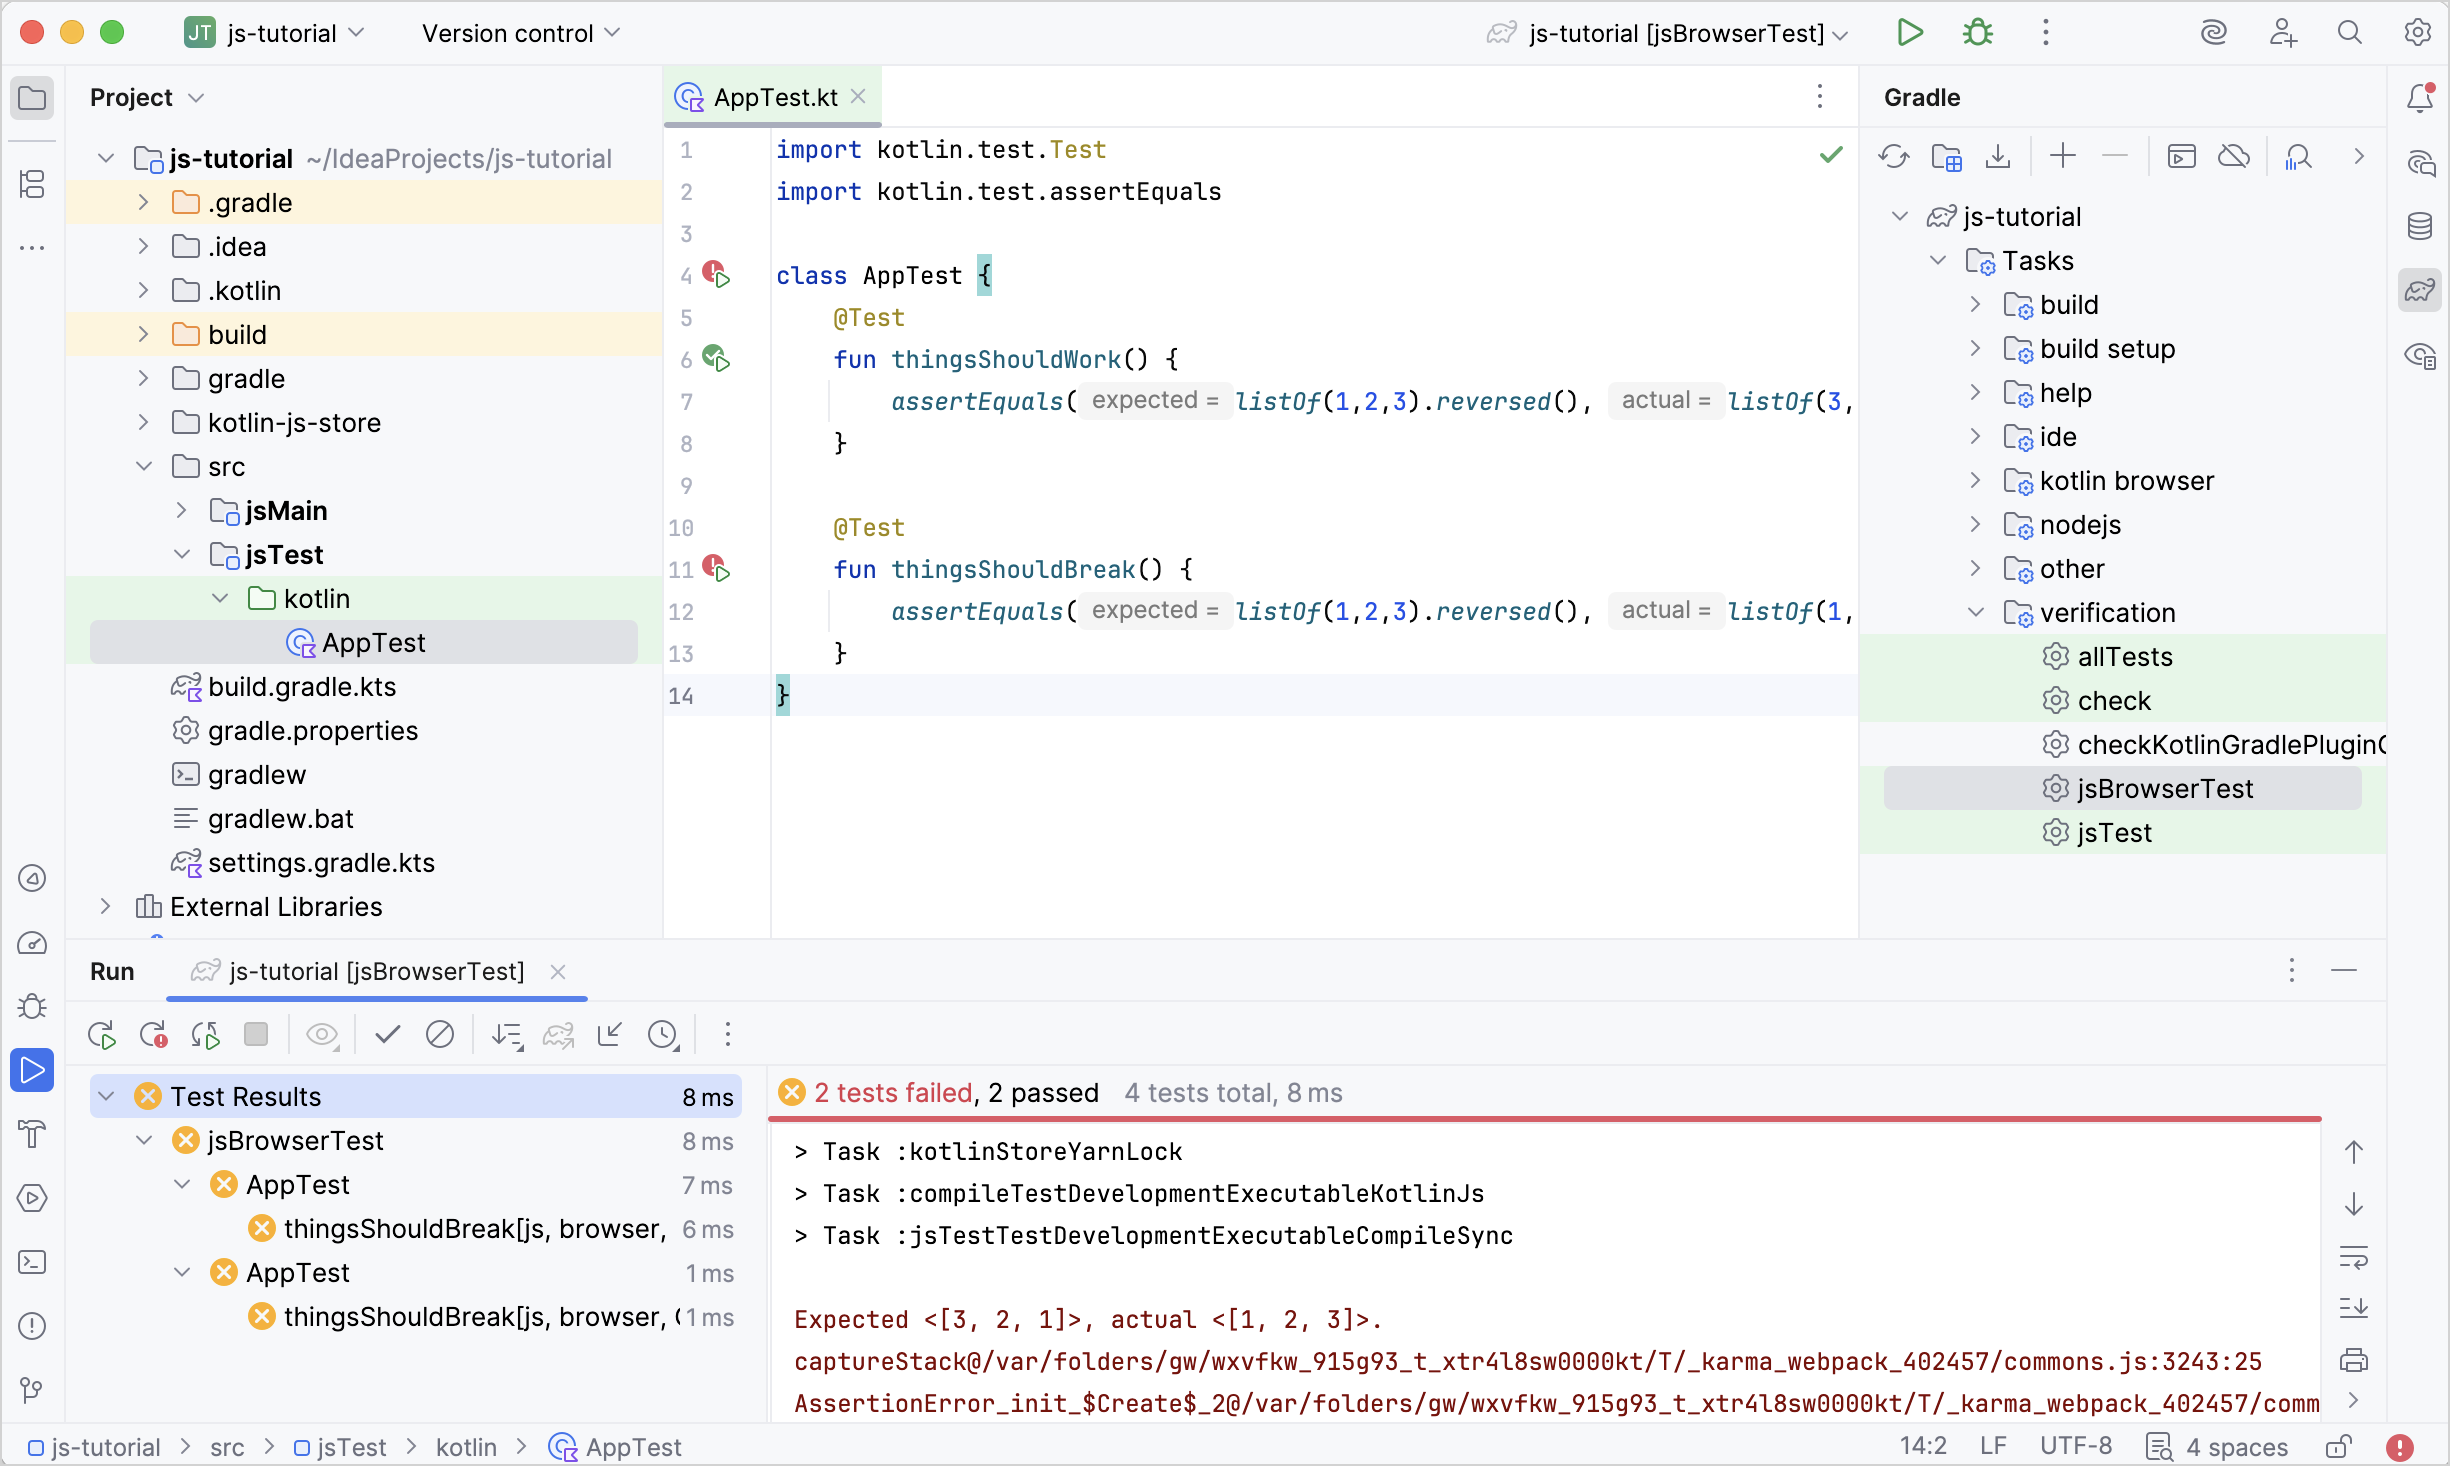 JT js-tutorial Version control js-tutorial [jsBrowserTest]
Project
js-tutorial ~/IdeaProjects/js-tutorial
.gradle
.idea
.kotlin
build
gradle
kotlin-js-store
src
jsMain
jsTest
kotlin
AppTest
build.gradle.kts
gradle.properties
gradlew
gradlew.bat
settings.gradle.kts
External Libraries
AppTest.kt
1 import kotlin.test.Test
2 import kotlin.test.assertEquals
3
4 class AppTest {
5 @Test
6 fun thingsShouldWork() {
7 assertEquals( expected = listOf(1,2,3).reversed(), actual = listOf(3,
8 }
9
10 @Test
11 fun thingsShouldBreak() {
12 assertEquals( expected = listOf(1,2,3).reversed(), actual = listOf(1,
13 }
14 }
Gradle
js-tutorial
Tasks
build
build setup
help
ide
kotlin browser
nodejs
other
verification
allTests
check
checkKotlinGradlePlugin
jsBrowserTest
jsTest
Run js-tutorial [jsBrowserTest]
Test Results 8 ms
jsBrowserTest 8 ms
AppTest 7 ms
thingsShouldBreak[js, browser, 6 ms
AppTest 1 ms
thingsShouldBreak[js, browser, 1 ms
2 tests failed, 2 passed 4 tests total, 8 ms
> Task :kotlinStoreYarnLock
> Task :compileTestDevelopmentExecutableKotlinJs
> Task :jsTestTestDevelopmentExecutableCompileSync
Expected <[3, 2, 1]>, actual <[1, 2, 3]>.
captureStack@/var/folders/gw/wxvfkw_915g93_t_xtr4l8sw0000kt/T/_karma_webpack_402457/commons.js:3243:25
AssertionError_init_$Create$_2@/var/folders/gw/wxvfkw_915g93_t_xtr4l8sw0000kt/T/_karma_webpack_402457/comm
js-tutorial > src > jsTest > kotlin > AppTest 14:2 LF UTF-8 4 spaces